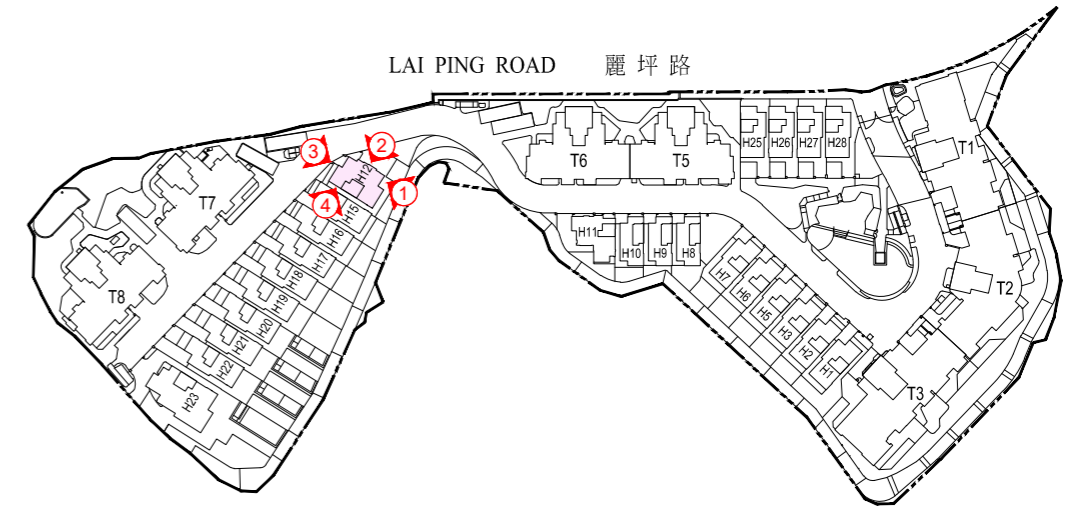 LAI PING ROAD 麗坪路
T1
T6
T5
H25
H26
H27
H28
3
2
H12
1
4
T7
H15
H16
H17
H18
H19
H20
H21
H22
H23
T8
H11
H10
H9
H8
H7
H6
H5
H3
H2
H1
T2
T3